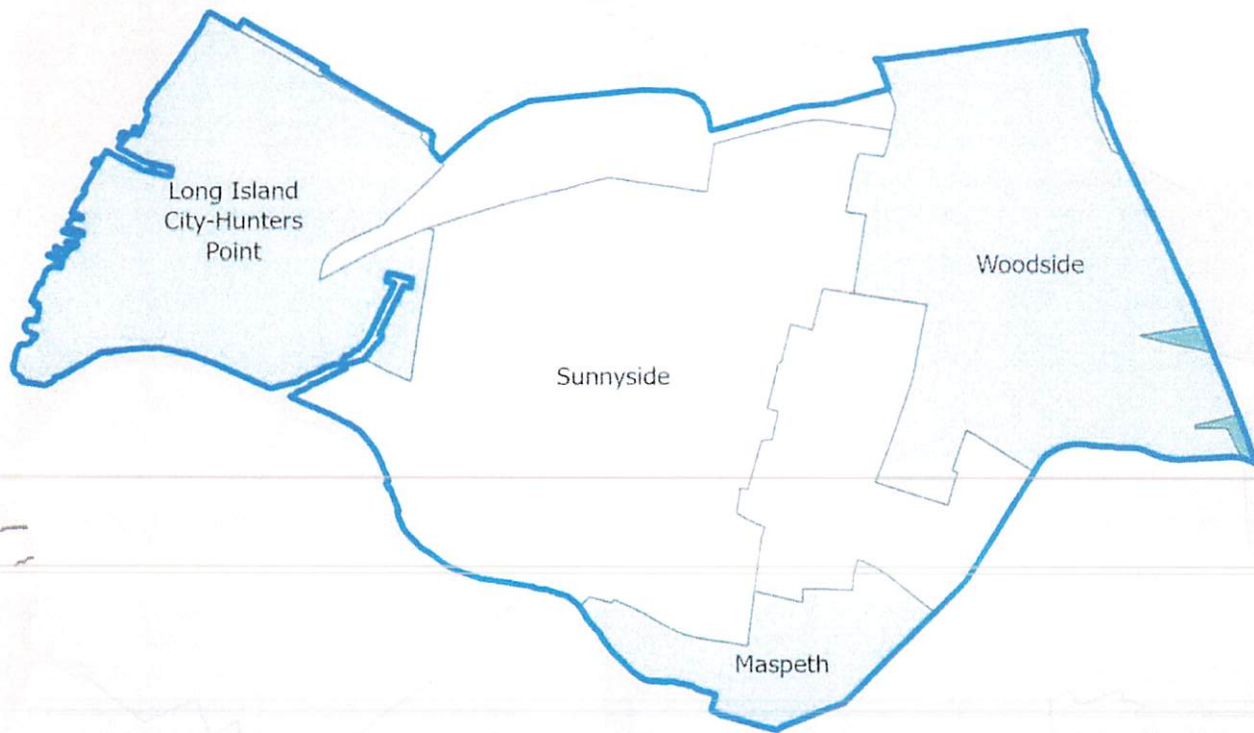 Long Island
City-Hunters
Point
Woodside
Sunnyside
Maspeth